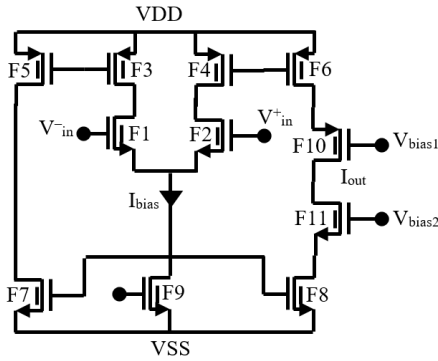 VDD
F5
F3
F4
F6
V⁻in
F1
F2
V⁺in
F10
Vbias1
Iout
Ibias
F11
Vbias2
F7
F9
F8
VSS